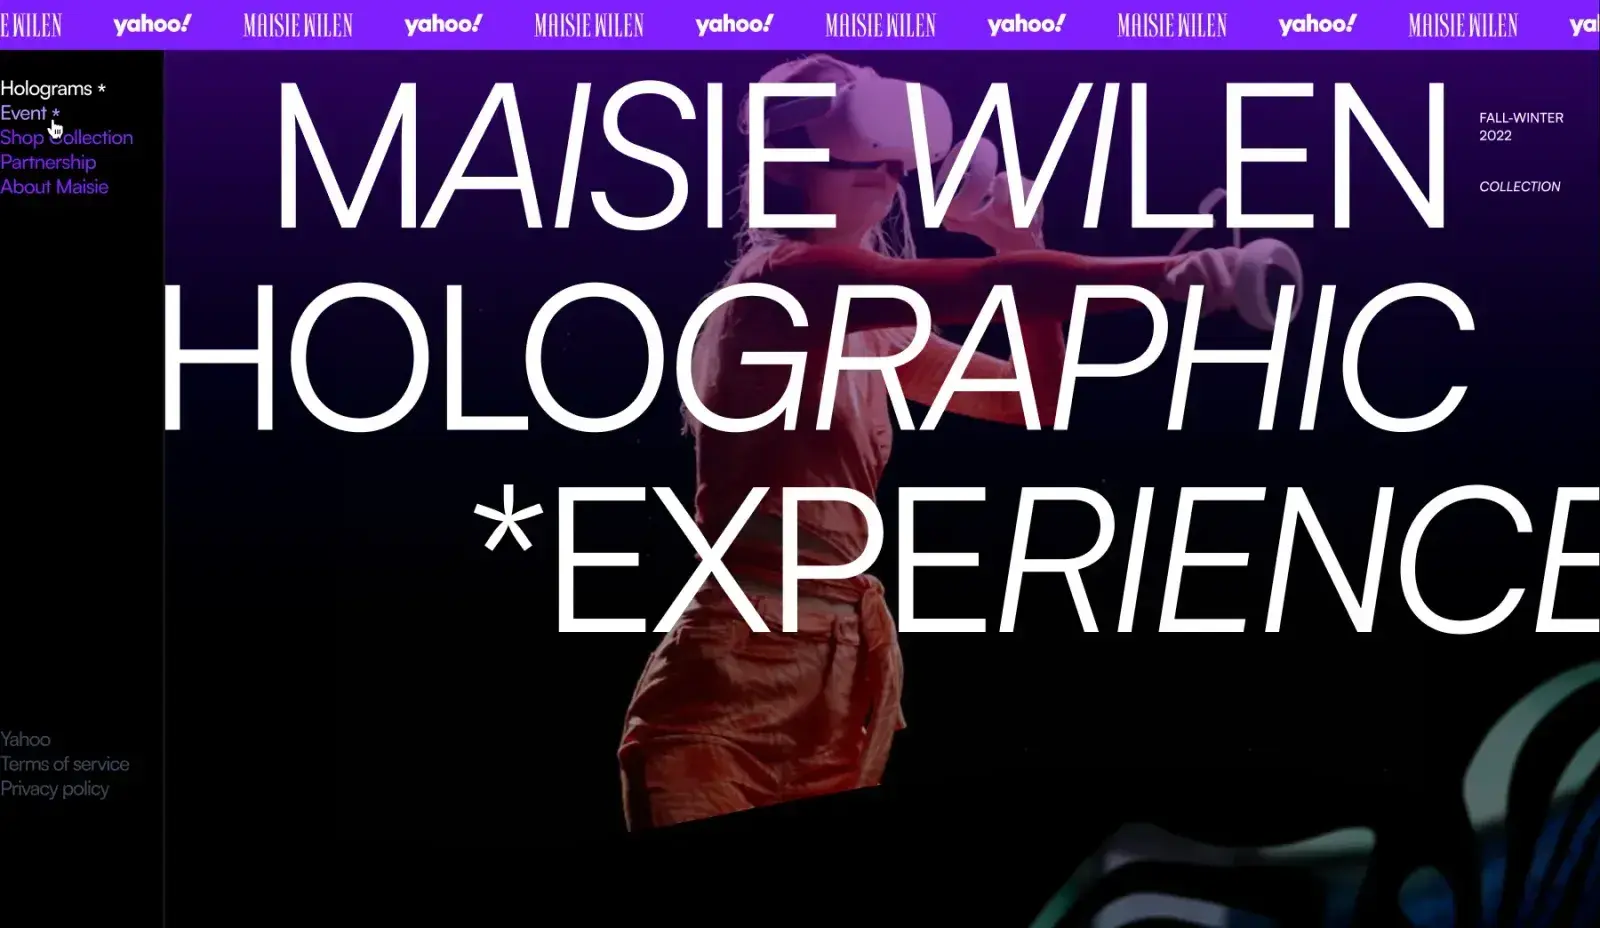 E WILEN yahoo! MAISIE WILEN yahoo! MAISIE WILEN yahoo! MAISIE WILEN yahoo! MAISIE WILEN yahoo! MAISIE WILEN ya
Holograms *
Event *
Shop Collection
Partnership
About Maisie
MAISIE WILEN
FALL-WINTER
2022
COLLECTION
HOLOGRAPHIC
*EXPERIENCE
Yahoo
Terms of service
Privacy policy